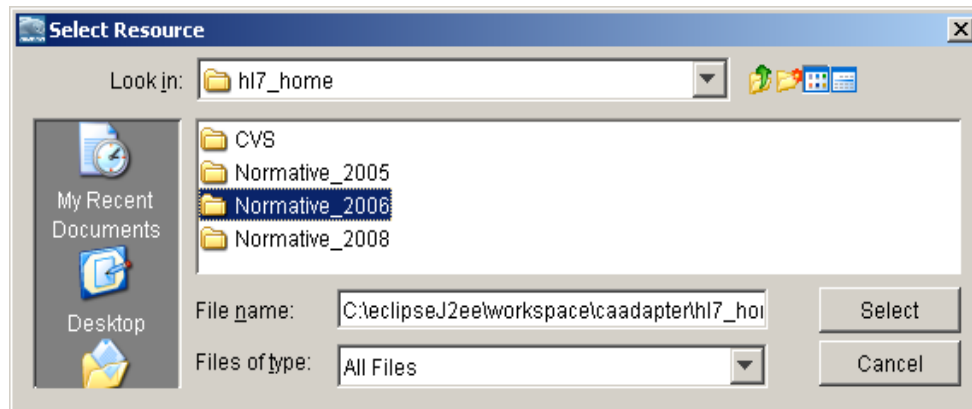 Select Resource
Look in: hl7_home
CVS
Normative_2005
Normative_2006
Normative_2008
My Recent
Documents
Desktop
File name: C:\eclipseJ2ee\workspace\caadapter\hl7_ho
Select
Files of type: All Files
Cancel